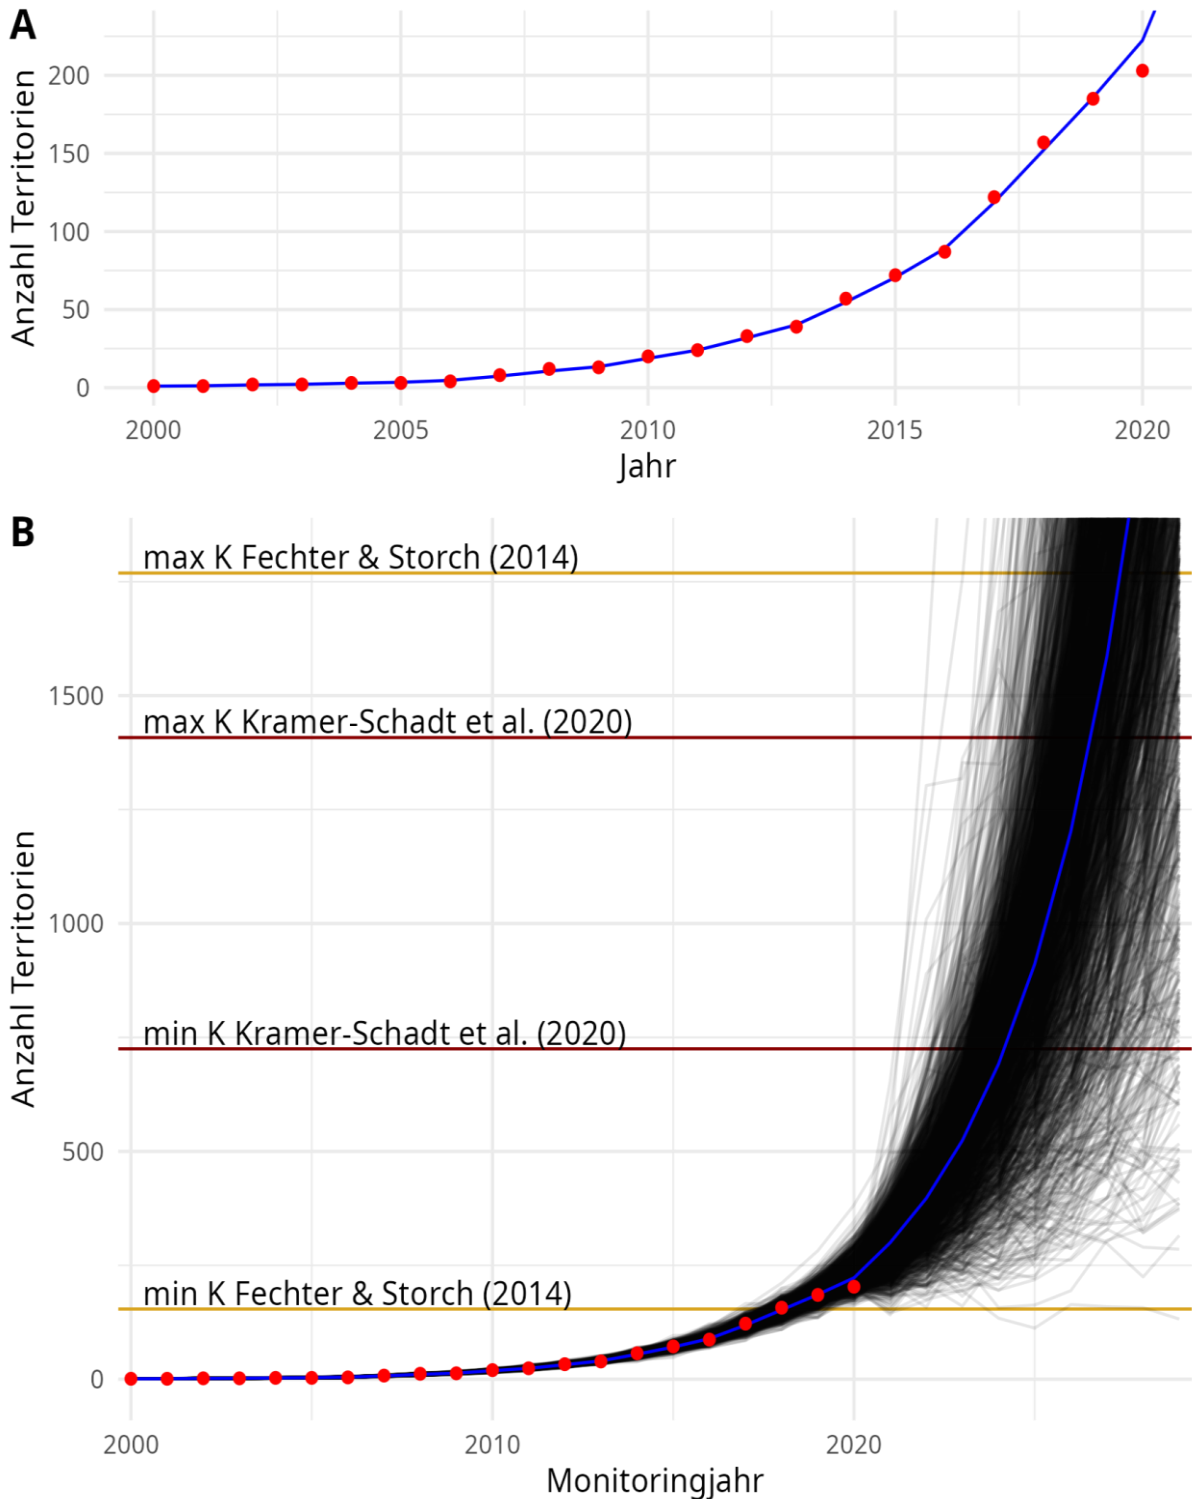 A
Anzahl Territorien
200
150
100
50
0
2000 2005 2010 2015 2020
Jahr
B
Anzahl Territorien
max K Fechter & Storch (2014)
1500
max K Kramer-Schadt et al. (2020)
1000
min K Kramer-Schadt et al. (2020)
500
min K Fechter & Storch (2014)
0
2000 2010 2020
Monitoringjahr